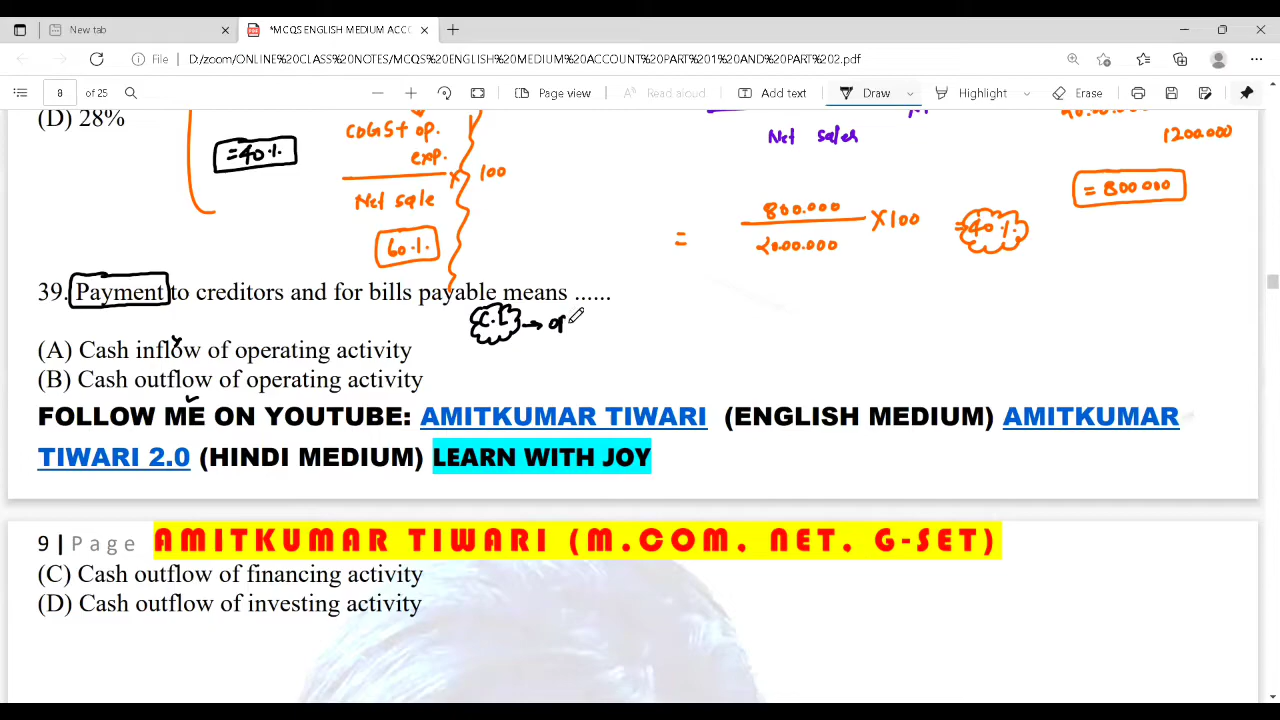 New tab
*MCQS ENGLISH MEDIUM ACCO
File D:/zoom/ONLINE%20CLASS%20NOTES/MCQS%20ENGLISH%20MEDIUM%20ACCOUNT%20PART%201%20AND%20PART%202.pdf
8 of 25 Page view Read aloud Add text Draw Highlight Erase
(D) 28%
=40%
COGS + op.
exp.
Net sale
X 100
60%
Net sales
1200.000
= 800000
= 800.000
2000.000
X100
=40%
39. Payment to creditors and for bills payable means ......
C.L → op
(A) Cash inflow of operating activity
(B) Cash outflow of operating activity
FOLLOW ME ON YOUTUBE: AMITKUMAR TIWARI (ENGLISH MEDIUM) AMITKUMAR
TIWARI 2.0 (HINDI MEDIUM) LEARN WITH JOY
9 | Page AMITKUMAR TIWARI (M.COM. NET. G-SET)
(C) Cash outflow of financing activity
(D) Cash outflow of investing activity